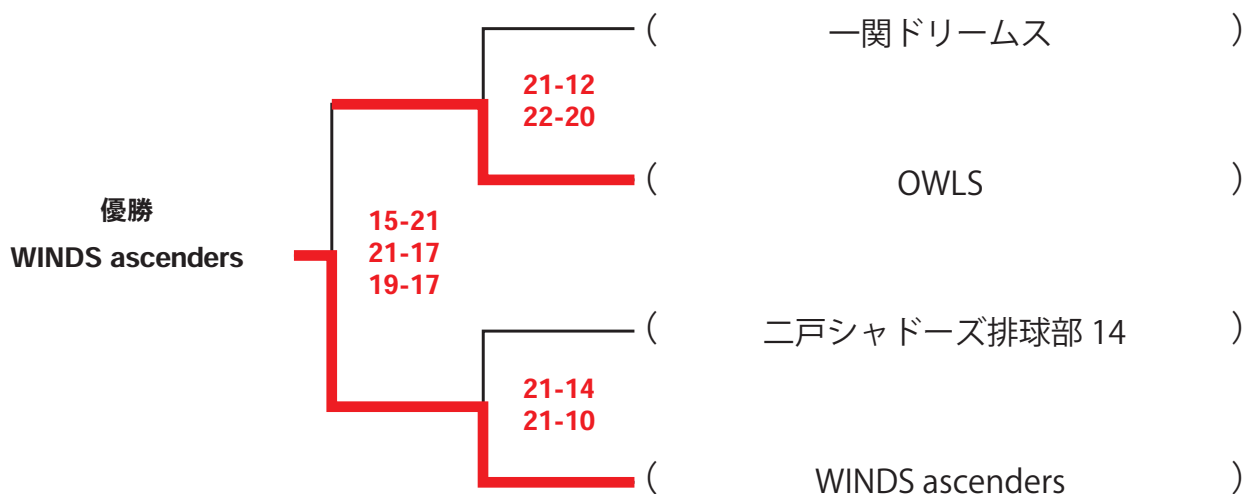 ( 一関ドリームス )
21-12
22-20
( OWLS )
優勝
WINDS ascenders
15-21
21-17
19-17
( 二戸シャドーズ排球部 14 )
21-14
21-10
( WINDS ascenders )